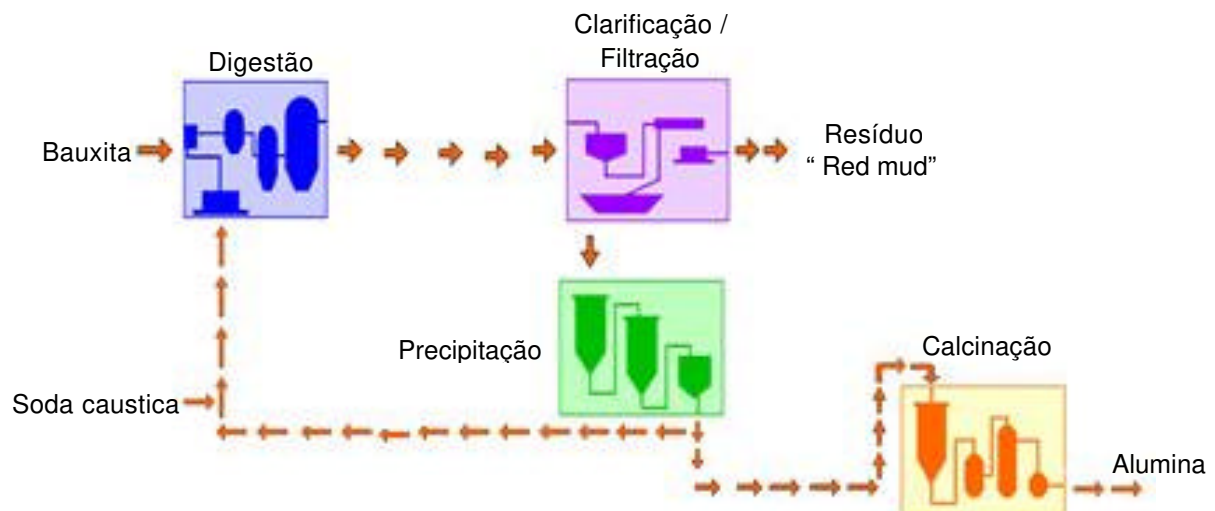 Clarificação /
Filtração
Digestão
Bauxita
Resíduo
“ Red mud”
Precipitação
Calcinação
Soda caustica
Alumina